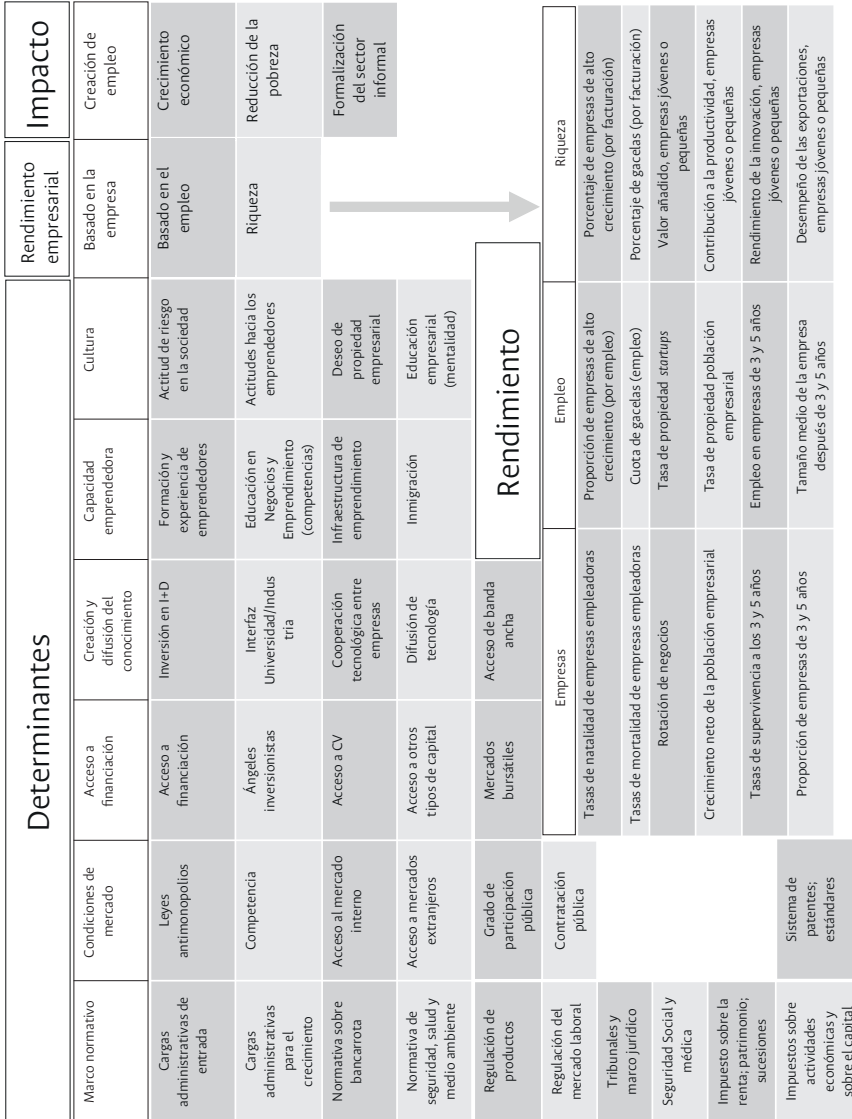 Determinantes
Rendimiento
empresarial
Impacto
Marco normativo
Condiciones de
mercado
Acceso a
financiación
Creación y
difusión del
conocimiento
Capacidad
emprendedora
Cultura
Basado en la
empresa
Creación de
empleo
Cargas
administrativas de
entrada
Leyes
antimonopolios
Acceso a
financiación
Inversión en I+D
Formación y
experiencia de
emprendedores
Actitud de riesgo
en la sociedad
Basado en el
empleo
Crecimiento
económico
Cargas
administrativas
para el
crecimiento
Competencia
Ángeles
inversionistas
Interfaz
Universidad/Indus
tria
Educación en
Negocios y
Emprendimiento
(competencias)
Actitudes hacia los
emprendedores
Riqueza
Reducción de la
pobreza
Normativa sobre
bancarrota
Acceso al mercado
interno
Acceso a CV
Cooperación
tecnológica entre
empresas
Infraestructura de
emprendimiento
Deseo de
propiedad
empresarial
Formalización
del sector
informal
Normativa de
seguridad, salud y
medio ambiente
Acceso a mercados
extranjeros
Acceso a otros
tipos de capital
Difusión de
tecnología
Inmigración
Educación
empresarial
(mentalidad)
Regulación de
productos
Grado de
participación
pública
Mercados
bursátiles
Acceso de banda
ancha
Regulación del
mercado laboral
Contratación
pública
Tribunales y
marco jurídico
Seguridad Social y
médica
Impuesto sobre la
renta; patrimonio;
sucesiones
Impuestos sobre
actividades
económicas y
sobre el capital
Sistema de
patentes;
estándares
Rendimiento
Empresas
Empleo
Riqueza
Tasas de natalidad de empresas empleadoras
Proporción de empresas de alto
crecimiento (por empleo)
Porcentaje de empresas de alto
crecimiento (por facturación)
Tasas de mortalidad de empresas empleadoras
Cuota de gacelas (empleo)
Porcentaje de gacelas (por facturación)
Rotación de negocios
Tasa de propiedad startups
Valor añadido, empresas jóvenes o
pequeñas
Crecimiento neto de la población empresarial
Tasa de propiedad población
empresarial
Contribución a la productividad, empresas
jóvenes o pequeñas
Tasas de supervivencia a los 3 y 5 años
Empleo en empresas de 3 y 5 años
Rendimiento de la innovación, empresas
jóvenes o pequeñas
Proporción de empresas de 3 y 5 años
Tamaño medio de la empresa
después de 3 y 5 años
Desempeño de las exportaciones,
empresas jóvenes o pequeñas